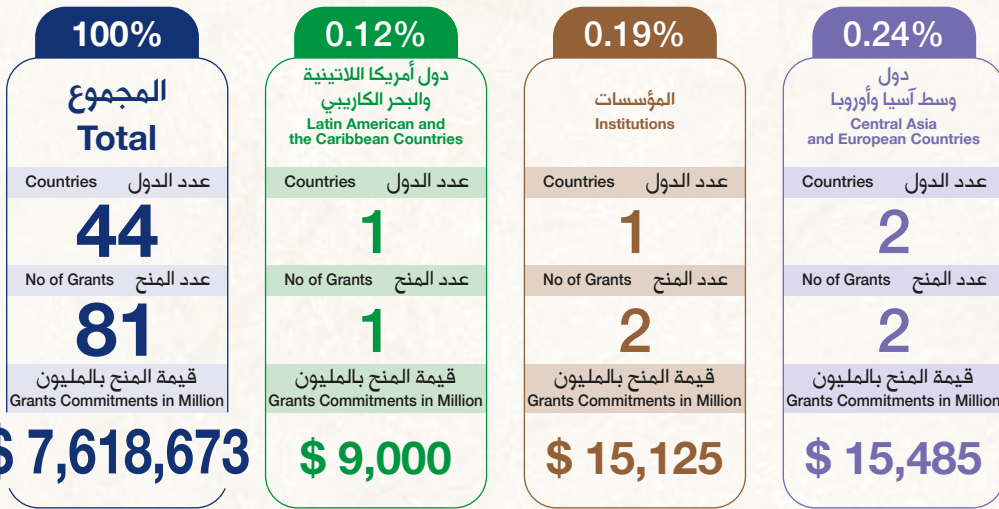 100%
المجموع
Total
Countries عدد الدول
44
No of Grants عدد المنح
81
قيمة المنح بالمليون
Grants Commitments in Million
$ 7,618,673
0.12%
دول أمريكا اللاتينية
والبحر الكاريبي
Latin American and
the Caribbean Countries
Countries عدد الدول
1
No of Grants عدد المنح
1
قيمة المنح بالمليون
Grants Commitments in Million
$ 9,000
0.19%
المؤسسات
Institutions
Countries عدد الدول
1
No of Grants عدد المنح
2
قيمة المنح بالمليون
Grants Commitments in Million
$ 15,125
0.24%
دول
وسط آسيا وأوروبا
Central Asia
and European Countries
Countries عدد الدول
2
No of Grants عدد المنح
2
قيمة المنح بالمليون
Grants Commitments in Million
$ 15,485